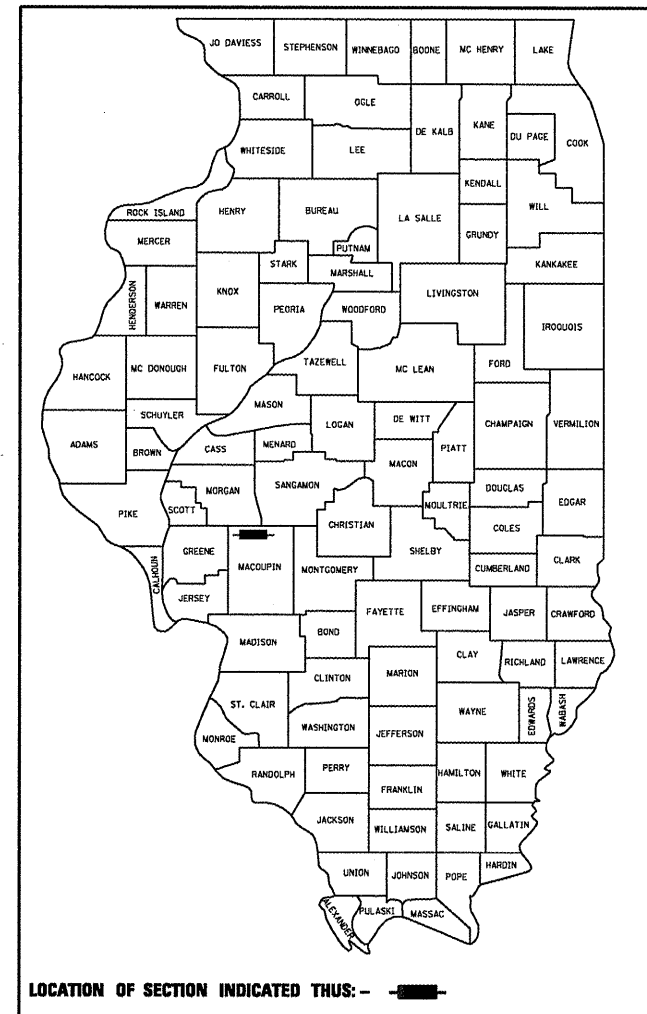 JO DAVIESS STEPHENSON WINNEBAGO BOONE MC HENRY LAKE
CARROLL OGLE DE KALB KANE DU PAGE COOK
WHITESIDE LEE
KENDALL
ROCK ISLAND HENRY BUREAU LA SALLE GRUNDY WILL
MERCER PUTNAM
STARK MARSHALL KANKAKEE
HENDERSON WARREN KNOX PEORIA WOODFORD LIVINGSTON IROQUOIS
HANCOCK MC DONOUGH FULTON TAZEWELL MC LEAN FORD
MASON
SCHUYLER LOGAN DE WITT CHAMPAIGN VERMILION
ADAMS BROWN CASS MENARD MACON PIATT
MORGAN SANGAMON DOUGLAS EDGAR
PIKE SCOTT CHRISTIAN MOULTRIE COLES
GREENE MACOUPIN MONTGOMERY SHELBY CUMBERLAND CLARK
CALHOUN JERSEY
FAYETTE EFFINGHAM JASPER CRAWFORD
MADISON BOND
CLAY RICHLAND LAWRENCE
CLINTON MARION
ST. CLAIR WAYNE EDWARDS WABASH
WASHINGTON JEFFERSON
MONROE
RANDOLPH PERRY HAMILTON WHITE
FRANKLIN
JACKSON WILLIAMSON SALINE GALLATIN
UNION JOHNSON POPE HARDIN
ALEXANDER PULASKI MASSAC
LOCATION OF SECTION INDICATED THUS: –